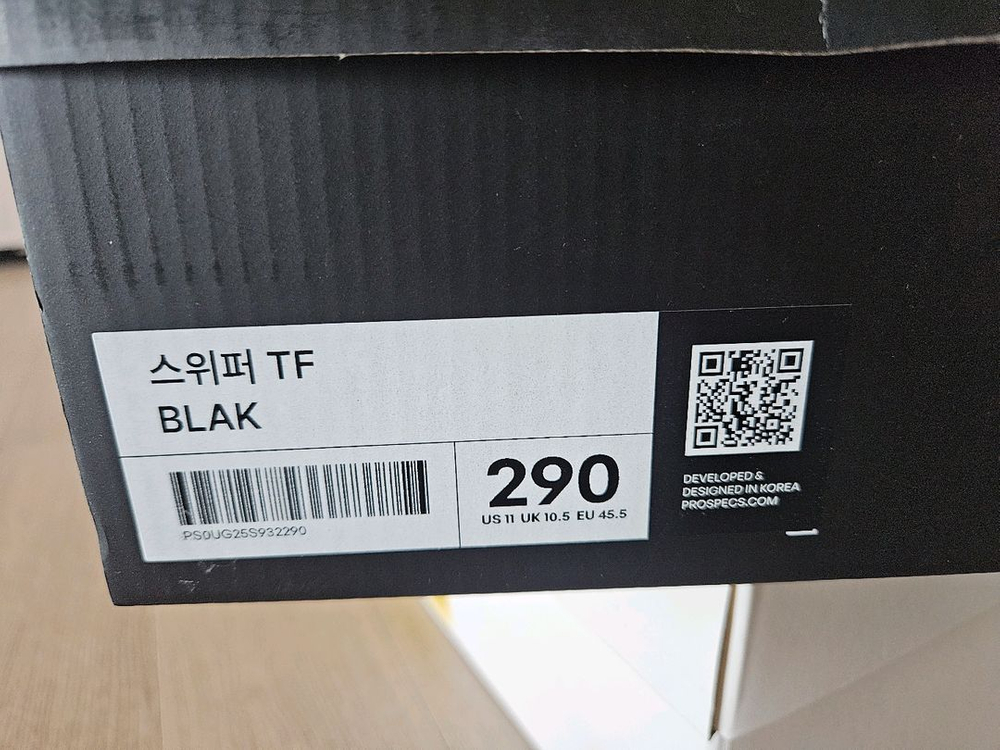 스위퍼 TF
BLAK
PS0UG25S932290
290
US 11 UK 10.5 EU 45.5
DEVELOPED &
DESIGNED IN KOREA
PROSPECS.COM